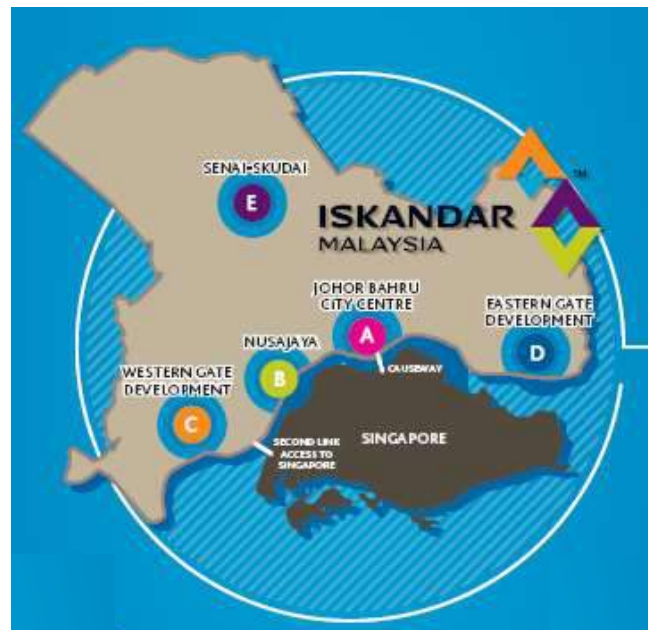 SENAI-SKUDAI
E
TM
ISKANDAR
MALAYSIA
JOHOR BAHRU
CITY CENTRE
A
EASTERN GATE
DEVELOPMENT
D
NUSAJAYA
B
CAUSEWAY
WESTERN GATE
DEVELOPMENT
C
SECOND LINK
ACCESS TO
SINGAPORE
SINGAPORE